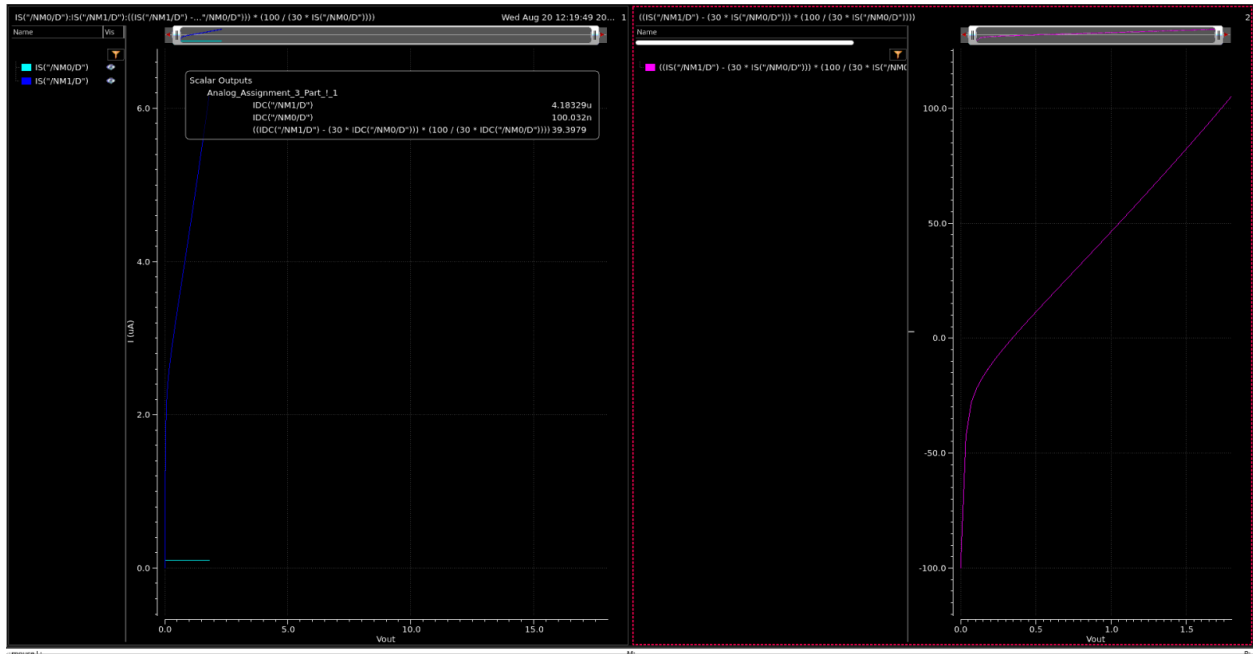 IS("/NM0/D"):IS("/NM1/D"):((IS("/NM1/D") -..."/NM0/D"))) * (100 / (30 * IS("/NM0/D"))))
Wed Aug 20 12:19:49 20... 1
Name Vis
IS("/NM0/D")
IS("/NM1/D")
Scalar Outputs
Analog_Assignment_3_Part_!_1
IDC("/NM1/D") 4.18329u
IDC("/NM0/D") 100.032n
((IDC("/NM1/D") - (30 * IDC("/NM0/D"))) * (100 / (30 * IDC("/NM0/D")))) 39.3979
6.0
4.0
2.0
0.0
I (uA)
0.0 5.0 10.0 15.0
Vout
((IS("/NM1/D") - (30 * IS("/NM0/D"))) * (100 / (30 * IS("/NM0/D"))))
2
Name
((IS("/NM1/D") - (30 * IS("/NM0/D"))) * (100 / (30 * IS("/NM0
100.0
50.0
0.0
-50.0
-100.0
0.0 0.5 1.0 1.5
Vout